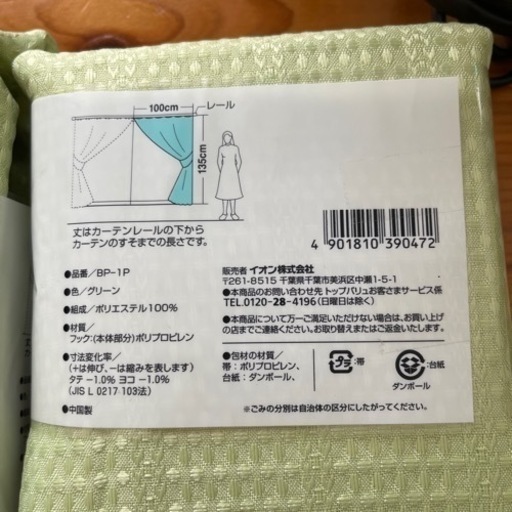 100cm
レール
135cm
丈はカーテンレールの下から
カーテンのすそまでの長さです。
4 901810 390472
●品番／BP-1P
●色／グリーン
●組成／ポリエステル100%
●材質／
フック:(本体部分)ポリプロピレン
●寸法変化率／
(+は伸び、-は縮みを表します)
タテ -1.0% ヨコ -1.0%
(JIS L 0217 103法)
●中国製
販売者 イオン株式会社
〒261-8515 千葉県千葉市美浜区中瀬1-5-1
●本商品のお問い合わせ先 トップバリュお客さまサービス係
TEL.0120-28-4196(日曜日は除く)
●本商品について万一ご満足いただけない場合は、お買い上げ
の店までご連絡ください。お取り替えまたはご返金いたします。
●包材の材質／
帯：ポリプロピレン、
台紙：ダンボール、
プラ
:帯
:台紙
ダンボール
※ごみの分別は自治体の区分にしたがってください。